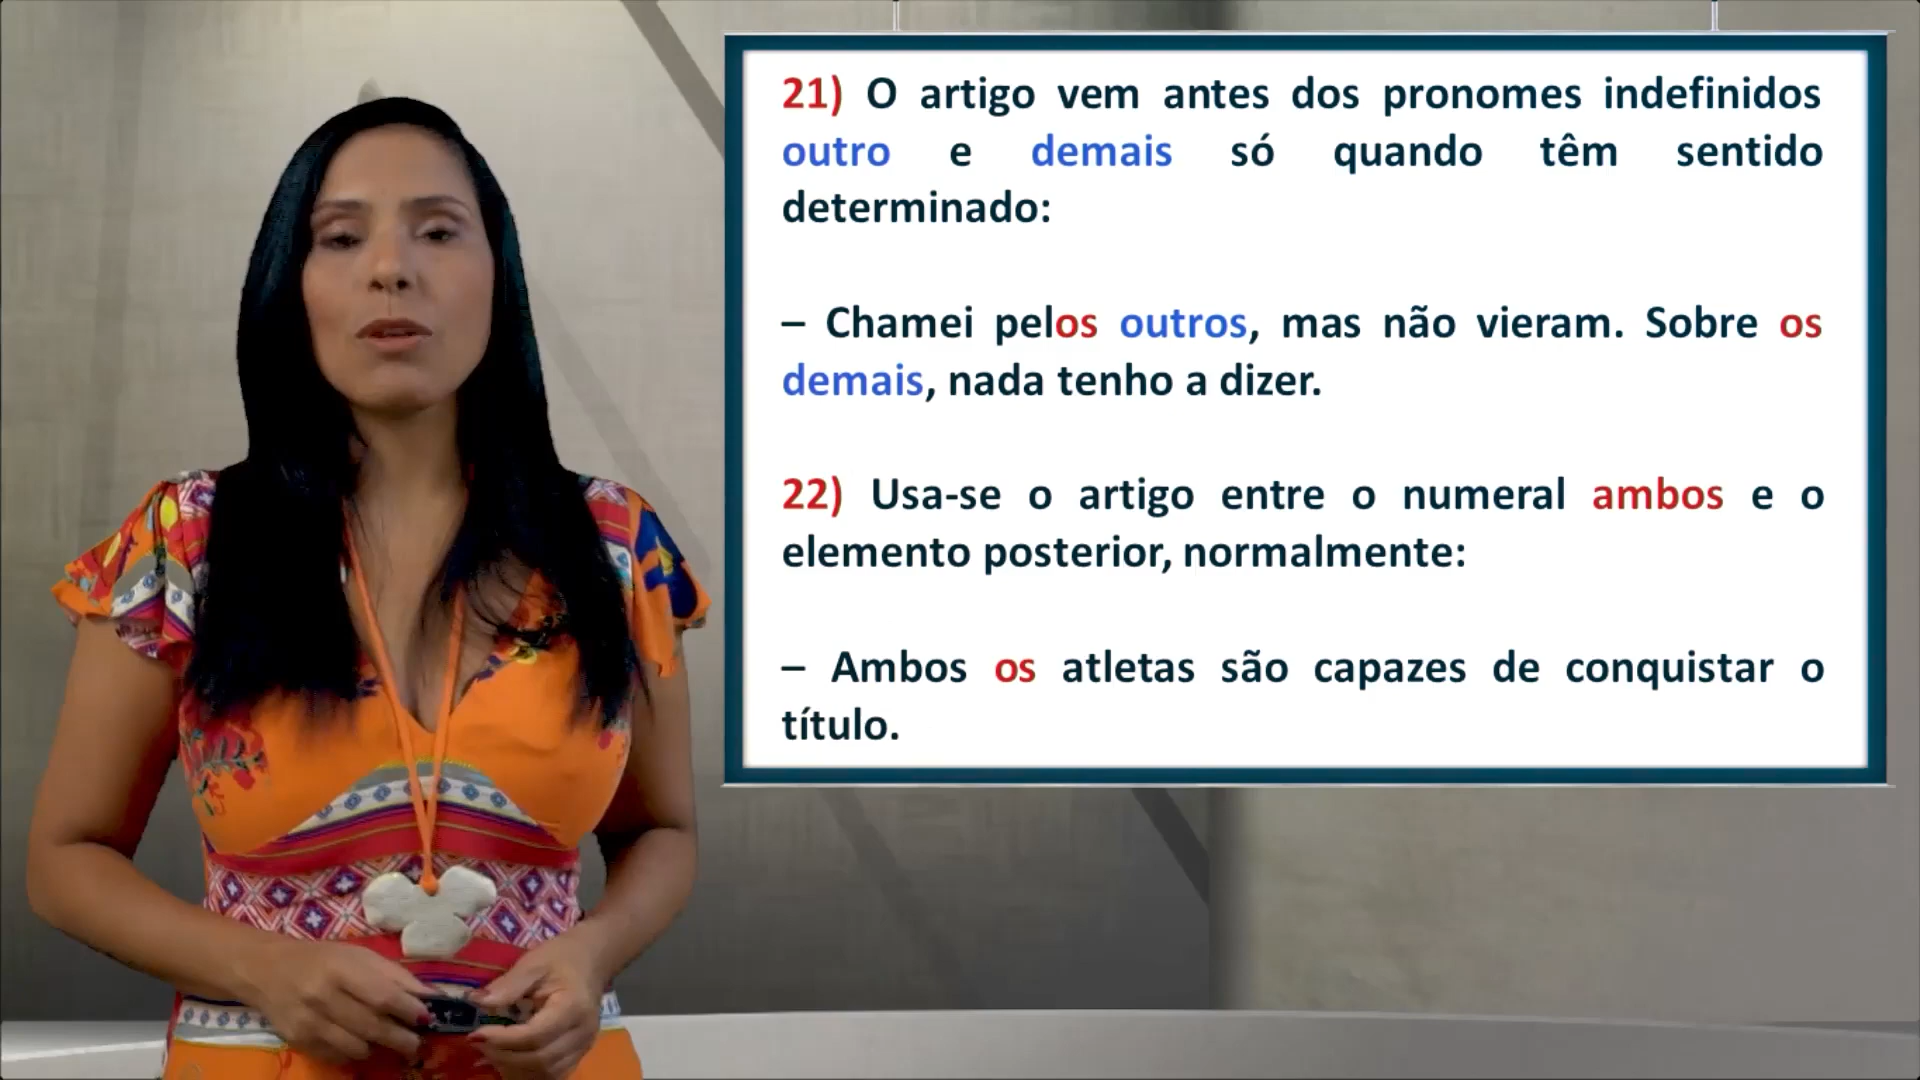 21) O artigo vem antes dos pronomes indefinidos
outro e demais só quando têm sentido
determinado:
– Chamei pelos outros, mas não vieram. Sobre os
demais, nada tenho a dizer.
22) Usa-se o artigo entre o numeral ambos e o
elemento posterior, normalmente:
– Ambos os atletas são capazes de conquistar o
título.